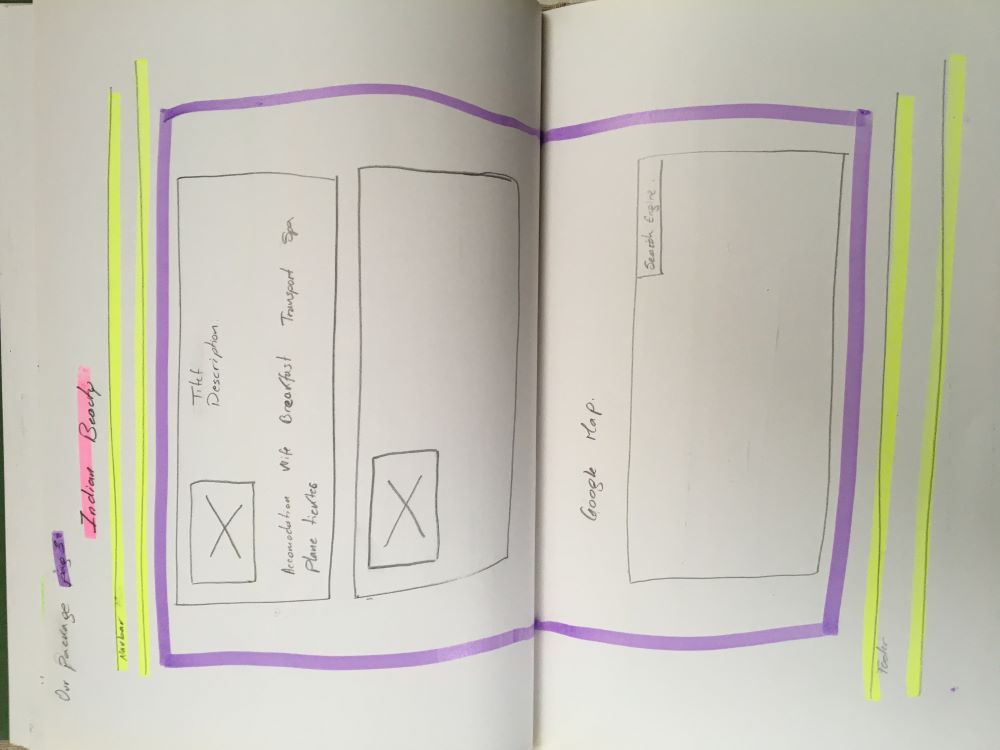 Our package page 3
Indian Beauty
Navbar
Titel
Description
Accomodation Wifi Breakfast Transport Spa
Plane ticktes
Google Map.
Search Engine.
Footer